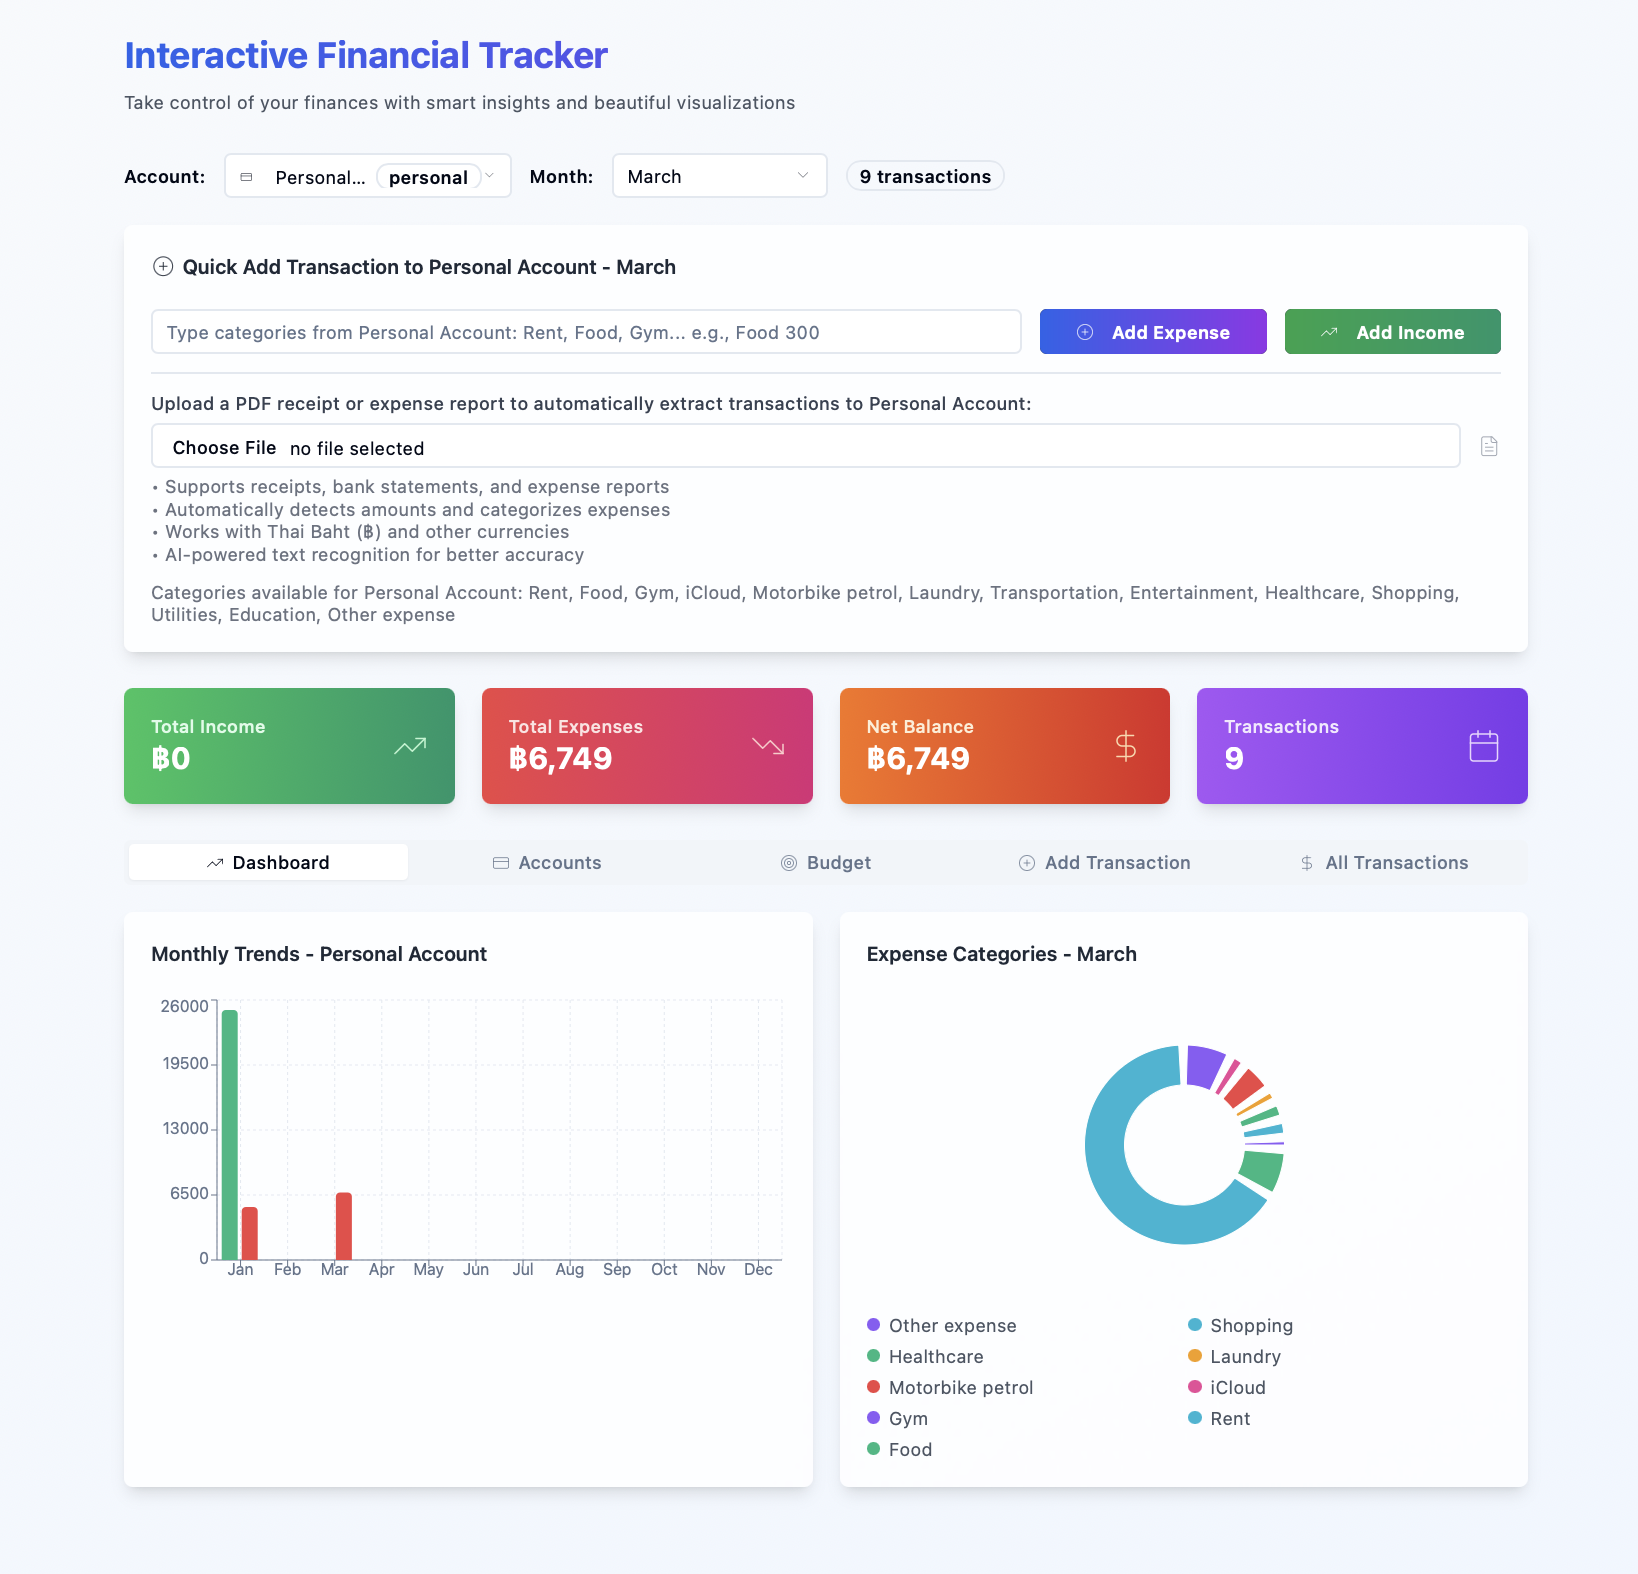 Interactive Financial Tracker
Take control of your finances with smart insights and beautiful visualizations
Account: Personal... personal Month: March 9 transactions
Quick Add Transaction to Personal Account - March
Type categories from Personal Account: Rent, Food, Gym... e.g., Food 300 Add Expense Add Income
Upload a PDF receipt or expense report to automatically extract transactions to Personal Account:
Choose File no file selected
• Supports receipts, bank statements, and expense reports
• Automatically detects amounts and categorizes expenses
• Works with Thai Baht (฿) and other currencies
• AI-powered text recognition for better accuracy
Categories available for Personal Account: Rent, Food, Gym, iCloud, Motorbike petrol, Laundry, Transportation, Entertainment, Healthcare, Shopping,
Utilities, Education, Other expense
Total Income
฿0
Total Expenses
฿6,749
Net Balance
฿6,749
Transactions
9
Dashboard Accounts Budget Add Transaction All Transactions
Monthly Trends - Personal Account
26000
19500
13000
6500
0
Jan Feb Mar Apr May Jun Jul Aug Sep Oct Nov Dec
Expense Categories - March
Other expense Shopping
Healthcare Laundry
Motorbike petrol iCloud
Gym Rent
Food